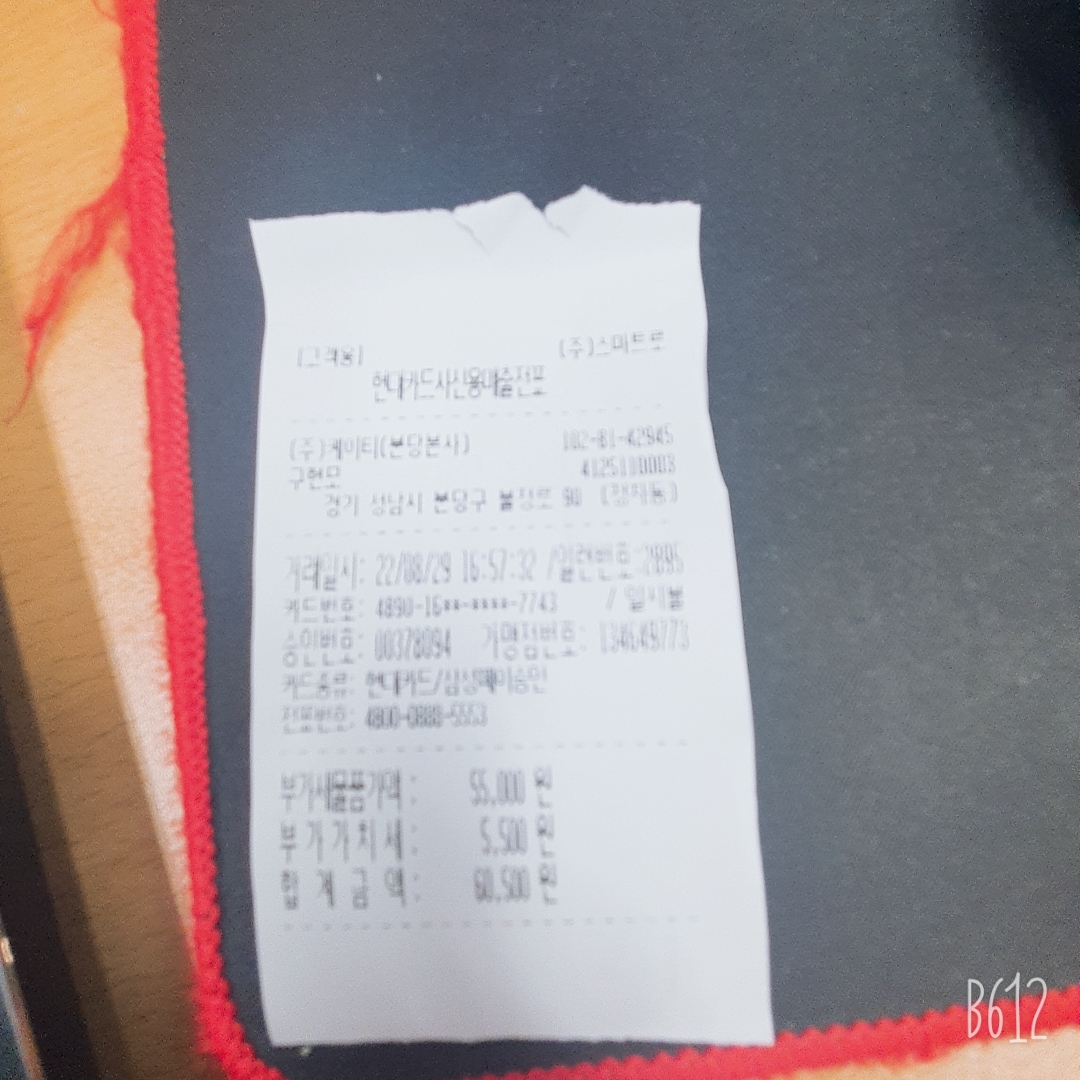 [고객용] (주)스마트로
현대카드사신용매출전표
(주)케이티(분당본사) 102-81-42945
구현모 4125110003
경기 성남시 분당구 불정로 90 (정자동)
거래일시: 22/08/29 16:57:32 /일련번호:2895
카드번호: 4890-16**-****-7743 / 일시불
승인번호: 00378094 가맹점번호: 134649773
카드종류: 현대카드/삼성페이승인
전표번호: 4800-0888-5553
부가세물품가액: 55,000 원
부가가치세: 5,500 원
합계금액: 60,500 원
B612